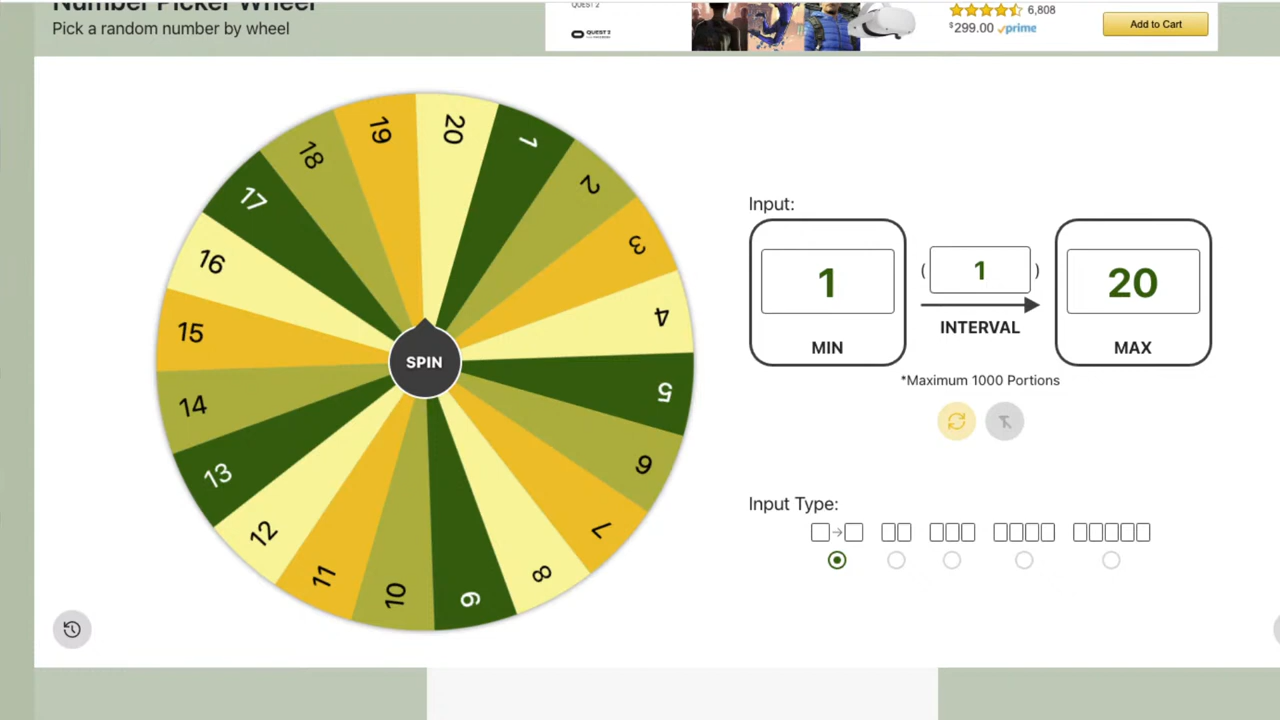 Number Picker Wheel
Pick a random number by wheel
QUEST 2
QUEST 2
6,808
$299.00 prime
Add to Cart
1
2
3
4
5
6
7
8
9
10
11
12
13
14
15
16
17
18
19
20
SPIN
Input:
1
MIN
( 1 )
INTERVAL
20
MAX
*Maximum 1000 Portions
Input Type: